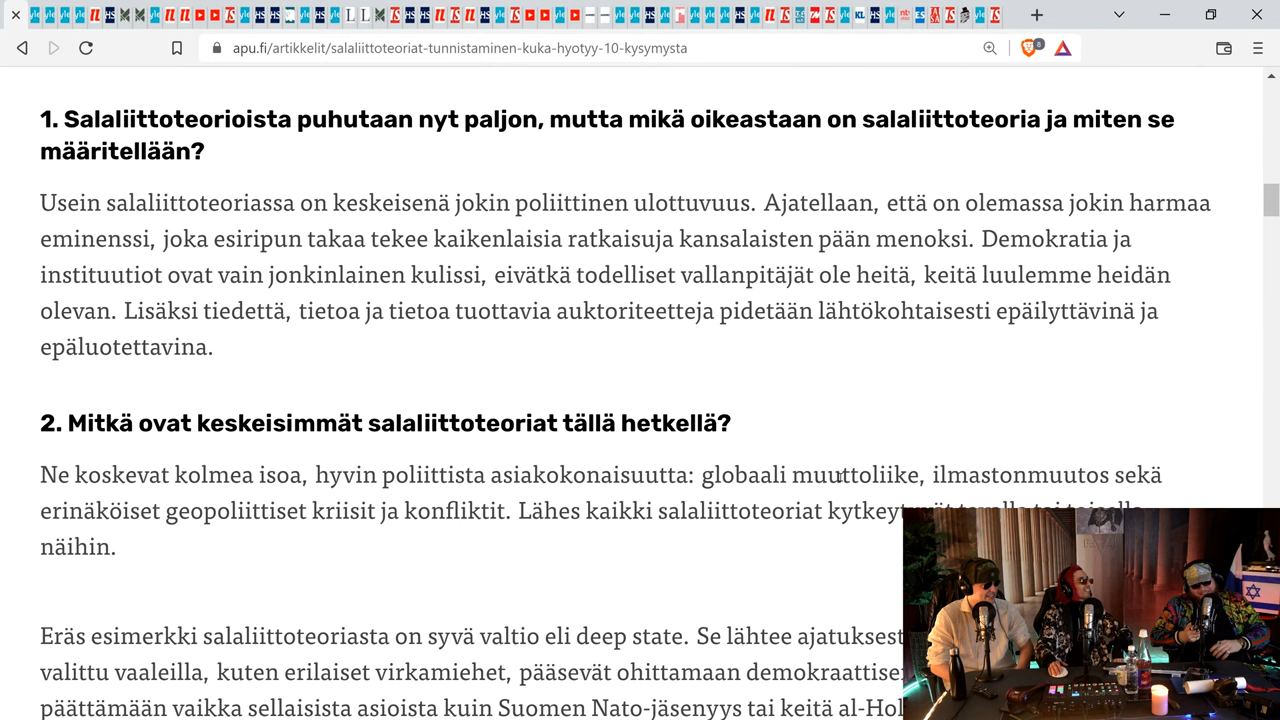 apu.fi/artikkelit/salaliittoteoriat-tunnistaminen-kuka-hyotyy-10-kysymysta
1. Salaliittoteorioista puhutaan nyt paljon, mutta mikä oikeastaan on salaliittoteoria ja miten se
määritellään?
Usein salaliittoteoriassa on keskeisenä jokin poliittinen ulottuvuus. Ajatellaan, että on olemassa jokin harmaa
eminenssi, joka esiripun takaa tekee kaikenlaisia ratkaisuja kansalaisten pään menoksi. Demokratia ja
instituutiot ovat vain jonkinlainen kulissi, eivätkä todelliset vallanpitäjät ole heitä, keitä luulemme heidän
olevan. Lisäksi tiedettä, tietoa ja tietoa tuottavia auktoriteetteja pidetään lähtökohtaisesti epäilyttävinä ja
epäluotettavina.
2. Mitkä ovat keskeisimmät salaliittoteoriat tällä hetkellä?
Ne koskevat kolmea isoa, hyvin poliittista asiakokonaisuutta: globaali muuttoliike, ilmastonmuutos sekä
erinäköiset geopoliittiset kriisit ja konfliktit. Lähes kaikki salaliittoteoriat kytkeytyvät tavalla tai toisella
näihin.
Eräs esimerkki salaliittoteoriasta on syvä valtio eli deep state. Se lähtee ajatuksest
valittu vaaleilla, kuten erilaiset virkamiehet, pääsevät ohittamaan demokraattisen
päättämään vaikka sellaisista asioista kuin Suomen Nato-jäsenyys tai keitä al-Hol